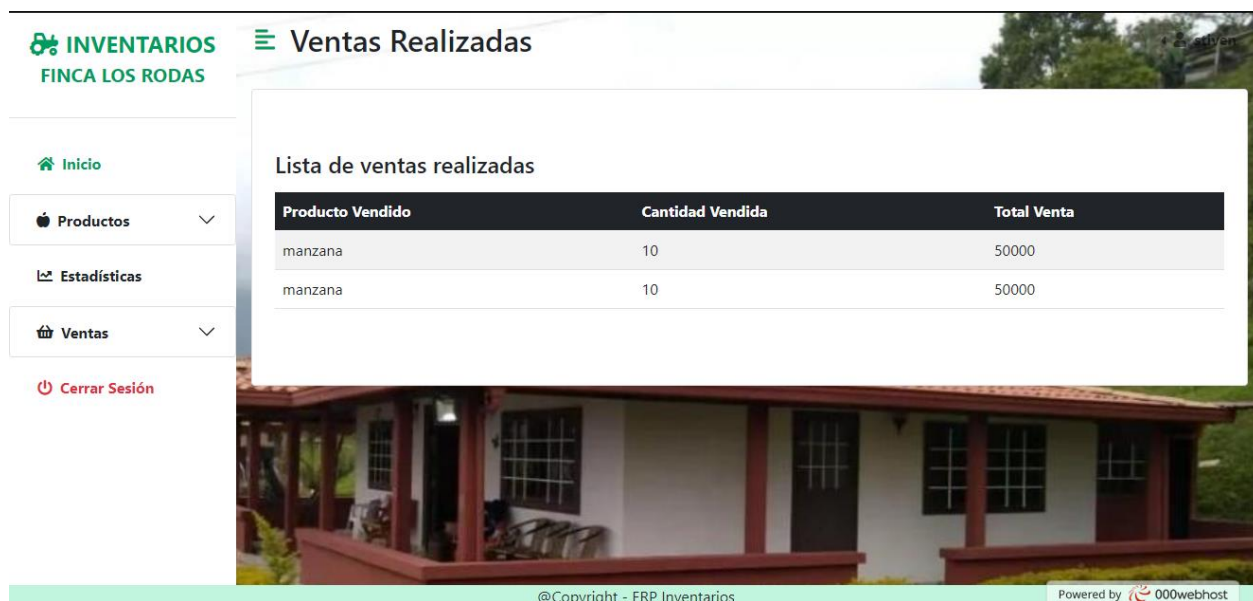 INVENTARIOS
FINCA LOS RODAS
Ventas Realizadas
stiven
Inicio
Productos
Estadísticas
Ventas
Cerrar Sesión
Lista de ventas realizadas
Producto Vendido Cantidad Vendida Total Venta
manzana 10 50000
manzana 10 50000
@Copyright - ERP Inventarios
Powered by 000webhost